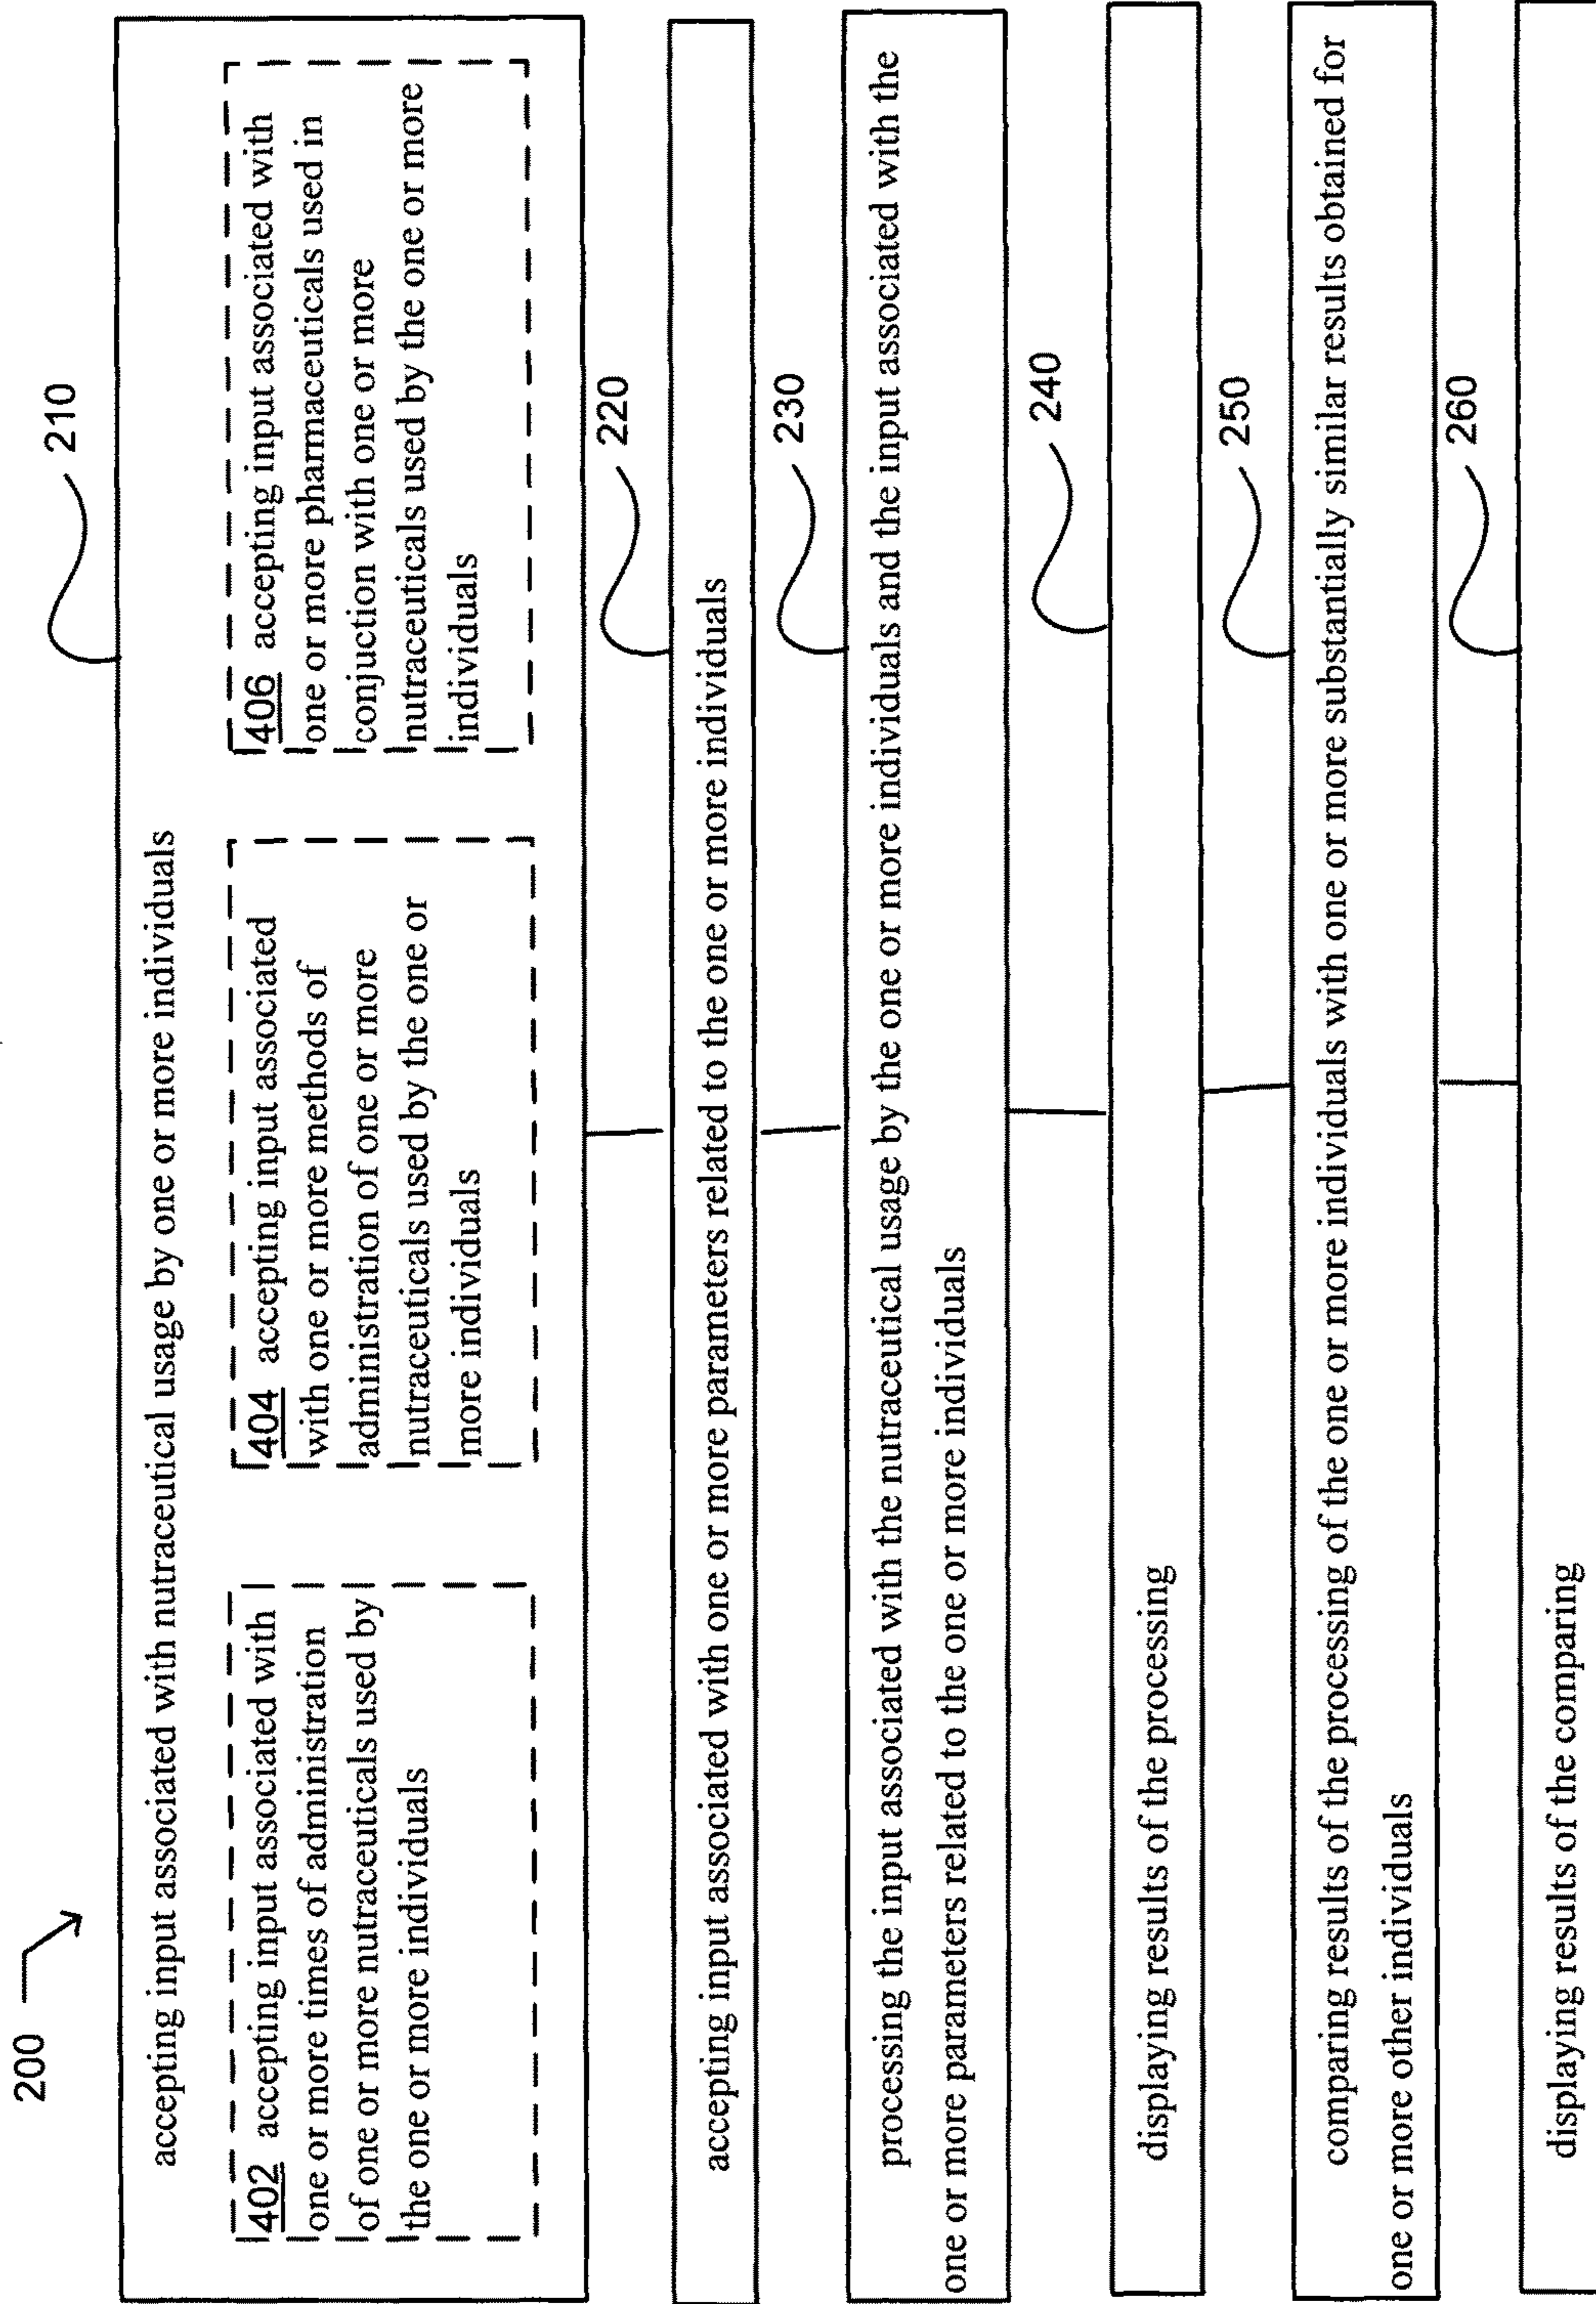 200
210
accepting input associated with nutraceutical usage by one or more individuals
402 accepting input associated with
one or more times of administration
of one or more nutraceuticals used by
the one or more individuals
404 accepting input associated
with one or more methods of
administration of one or more
nutraceuticals used by the one or
more individuals
406 accepting input associated with
one or more pharmaceuticals used in
conjuction with one or more
nutraceuticals used by the one or more
individuals
220
accepting input associated with one or more parameters related to the one or more individuals
230
processing the input associated with the nutraceutical usage by the one or more individuals and the input associated with the
one or more parameters related to the one or more individuals
240
displaying results of the processing
250
comparing results of the processing of the one or more individuals with one or more substantially similar results obtained for
one or more other individuals
260
displaying results of the comparing